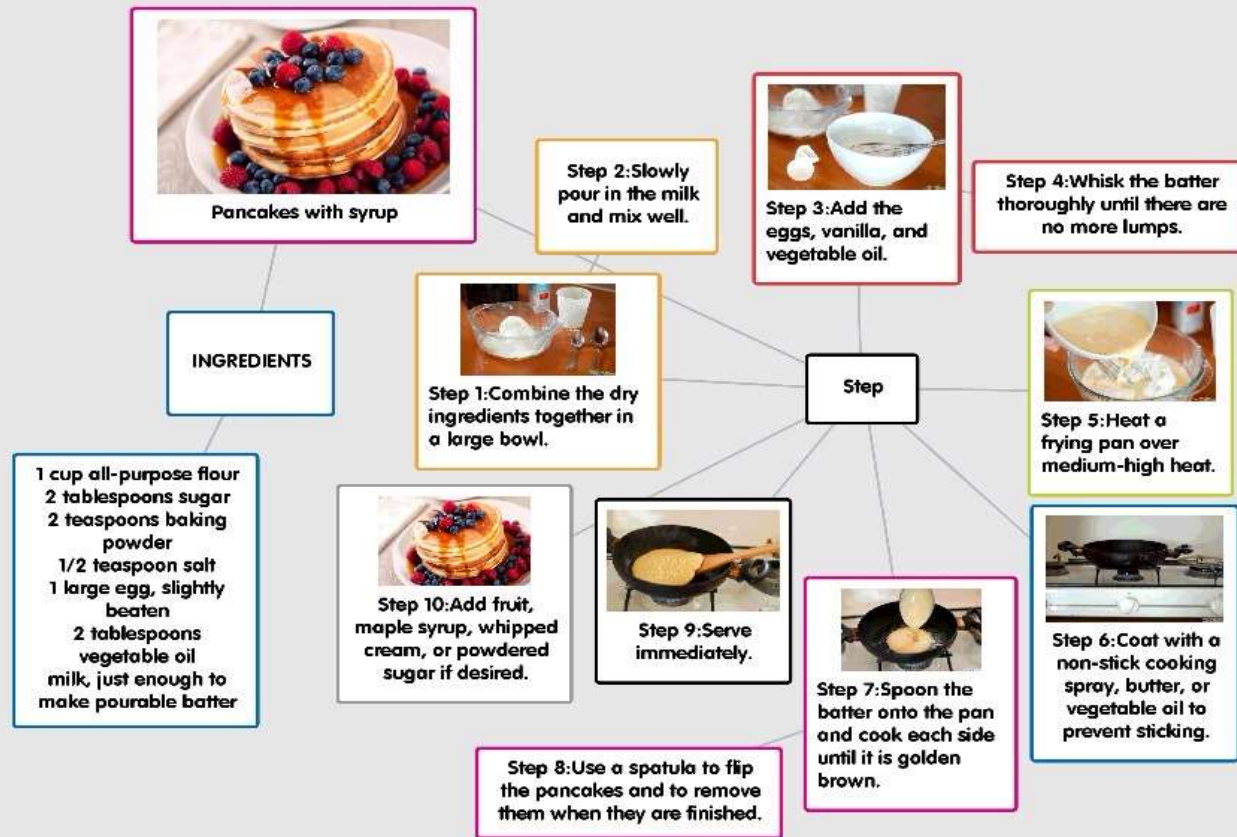 Pancakes with syrup
INGREDIENTS
1 cup all-purpose flour
2 tablespoons sugar
2 teaspoons baking
powder
1/2 teaspoon salt
1 large egg, slightly
beaten
2 tablespoons
vegetable oil
milk, just enough to
make pourable batter
Step
Step 1:Combine the dry
ingredients together in
a large bowl.
Step 2:Slowly
pour in the milk
and mix well.
Step 3:Add the
eggs, vanilla, and
vegetable oil.
Step 4:Whisk the batter
thoroughly until there are
no more lumps.
Step 5:Heat a
frying pan over
medium-high heat.
Step 6:Coat with a
non-stick cooking
spray, butter, or
vegetable oil to
prevent sticking.
Step 7:Spoon the
batter onto the pan
and cook each side
until it is golden
brown.
Step 8:Use a spatula to flip
the pancakes and to remove
them when they are finished.
Step 9:Serve
immediately.
Step 10:Add fruit,
maple syrup, whipped
cream, or powdered
sugar if desired.